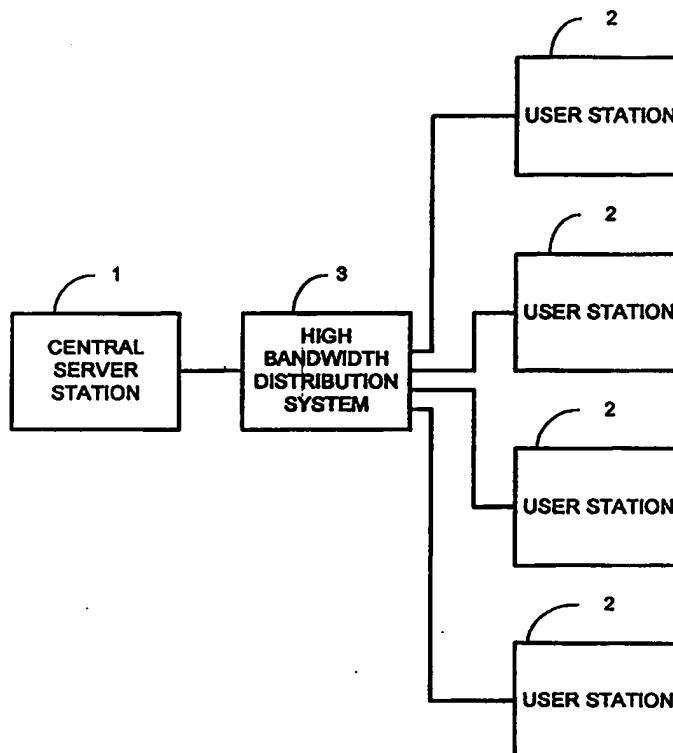 2
USER STATION
2
USER STATION
1
CENTRAL
SERVER
STATION
3
HIGH
BANDWIDTH
DISTRIBUTION
SYSTEM
2
USER STATION
2
USER STATION